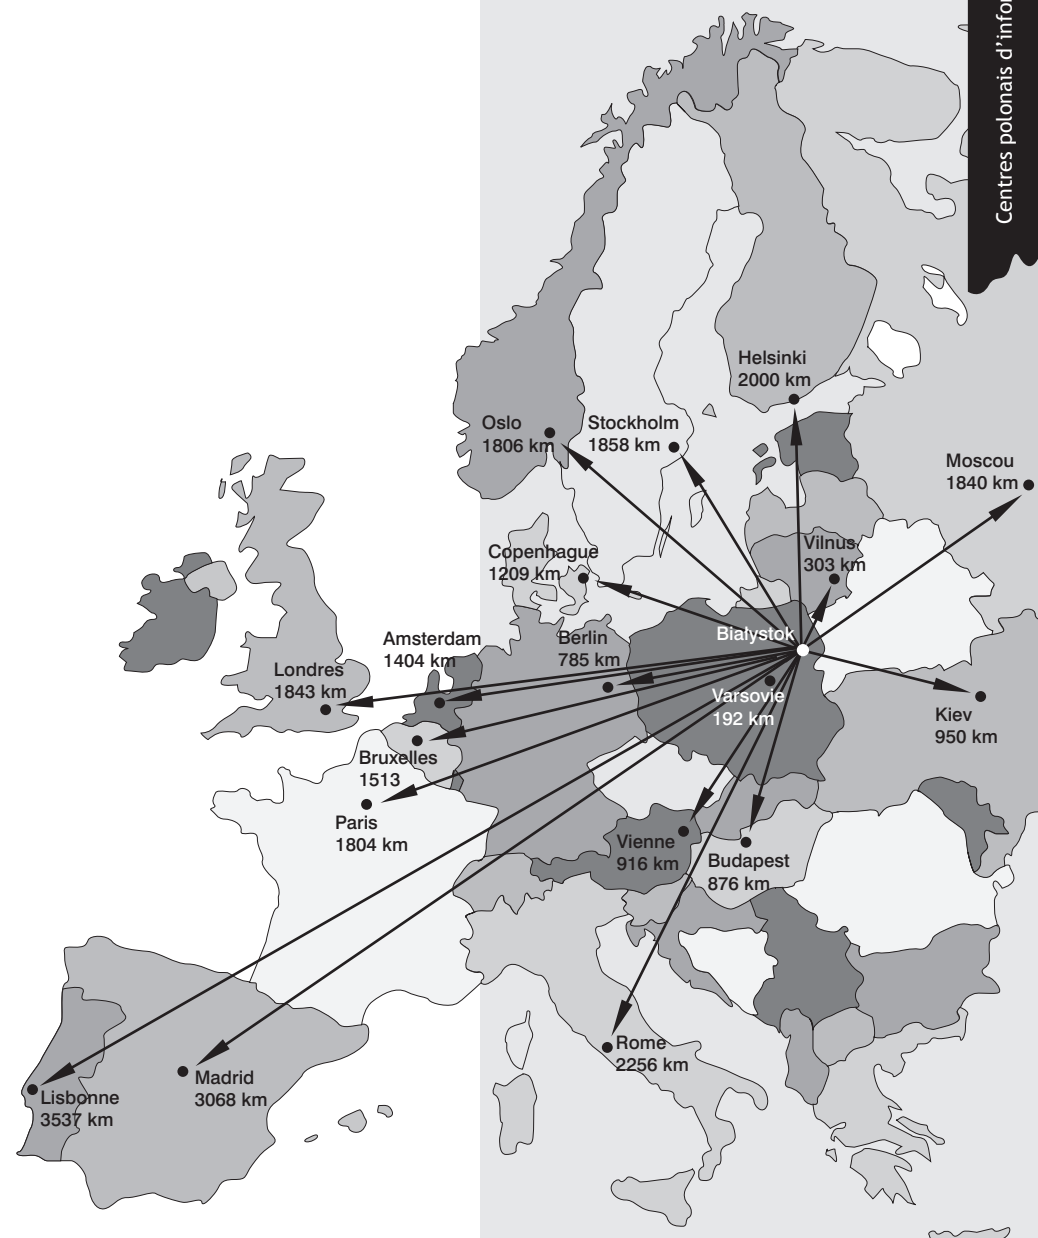 Centres polonais d'infor
Helsinki
2000 km
Oslo
1806 km
Stockholm
1858 km
Moscou
1840 km
Copenhague
1209 km
Vilnus
303 km
Bialystok
Amsterdam
1404 km
Berlin
785 km
Londres
1843 km
Varsovie
192 km
Kiev
950 km
Bruxelles
1513
Paris
1804 km
Vienne
916 km
Budapest
876 km
Rome
2256 km
Madrid
3068 km
Lisbonne
3537 km